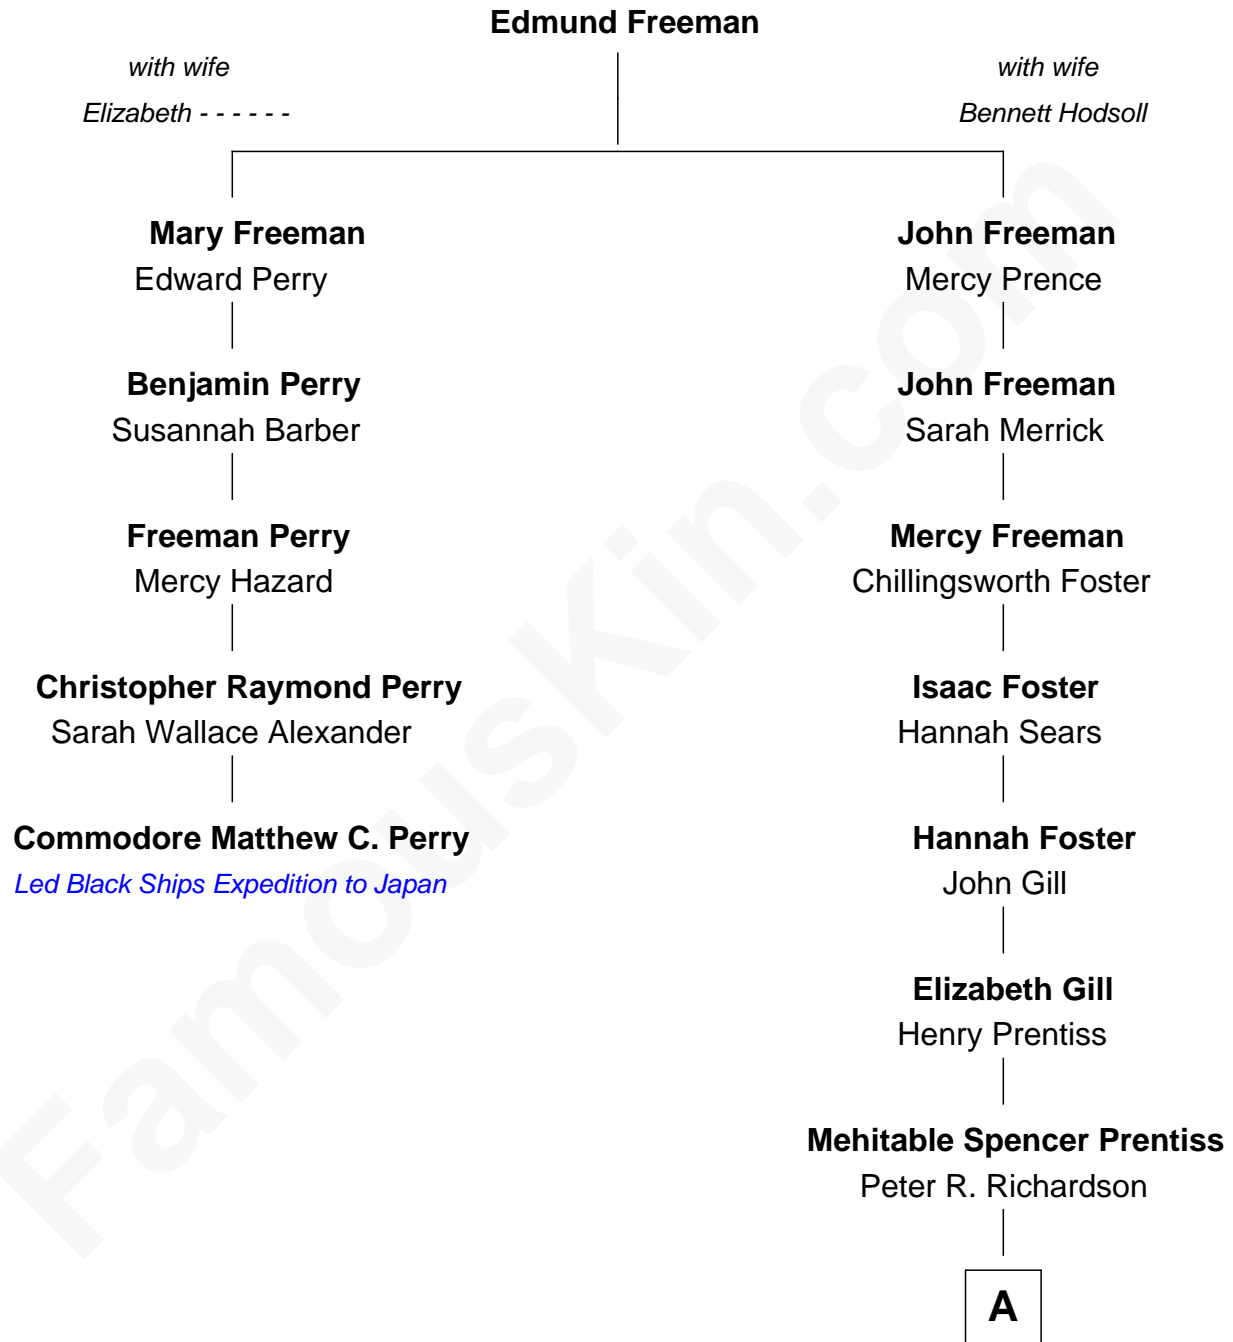 Edmund Freeman
with wife
Elizabeth - - - - - -
with wife
Bennett Hodsoll
Mary Freeman
Edward Perry
John Freeman
Mercy Prence
Benjamin Perry
Susannah Barber
John Freeman
Sarah Merrick
Freeman Perry
Mercy Hazard
Mercy Freeman
Chillingsworth Foster
Christopher Raymond Perry
Sarah Wallace Alexander
Isaac Foster
Hannah Sears
Commodore Matthew C. Perry
Led Black Ships Expedition to Japan
Hannah Foster
John Gill
Elizabeth Gill
Henry Prentiss
Mehitable Spencer Prentiss
Peter R. Richardson
A
FamousKin.com